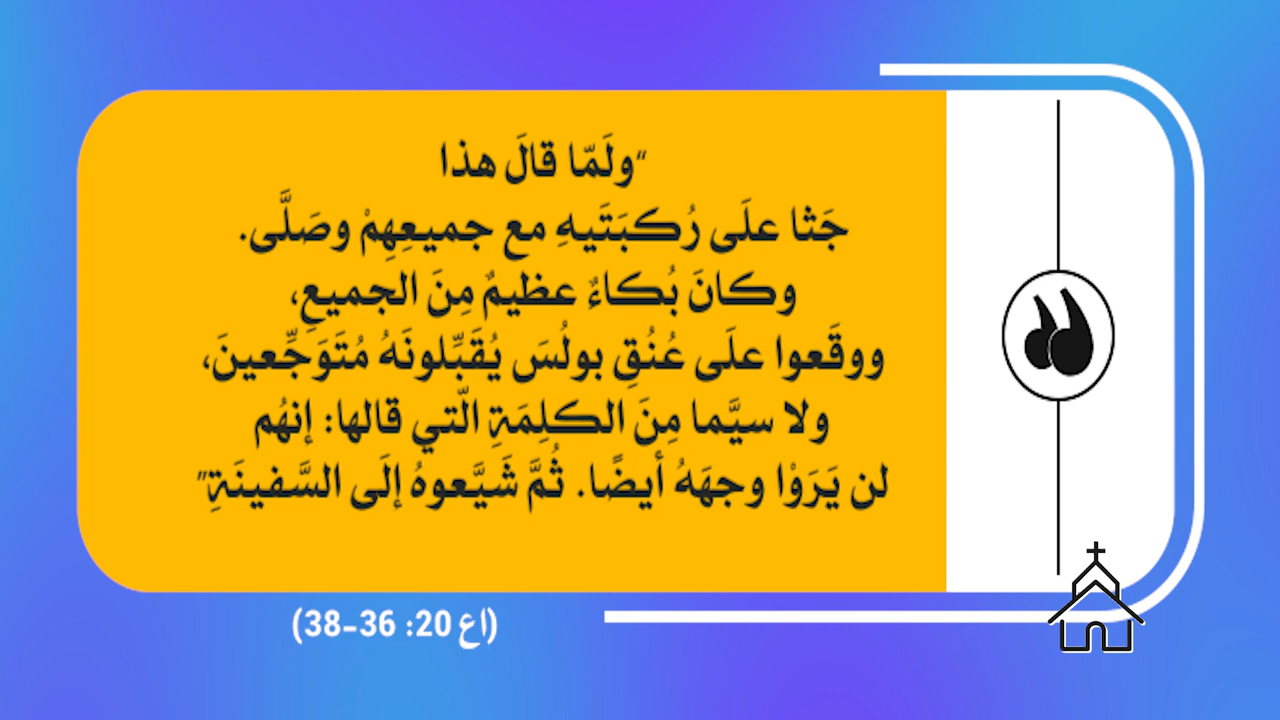 "ولَمّا قالَ هذا
جَثا علَى رُكبَتَيهِ مع جميعِهِمْ وصَلَّى.
وكانَ بُكاءٌ عظيمٌ مِنَ الجميعِ،
ووقَعوا علَى عُنُقِ بولُسَ يُقَبِّلونَهُ مُتَوَجِّعينَ،
ولا سيَّما مِنَ الكلِمَةِ الّتي قالها: إنهُم
لن يَرَوْا وجهَهُ أيضًا. ثُمَّ شَيَّعوهُ إلَى السَّفينَةِ"
(اع 20: 36-38)